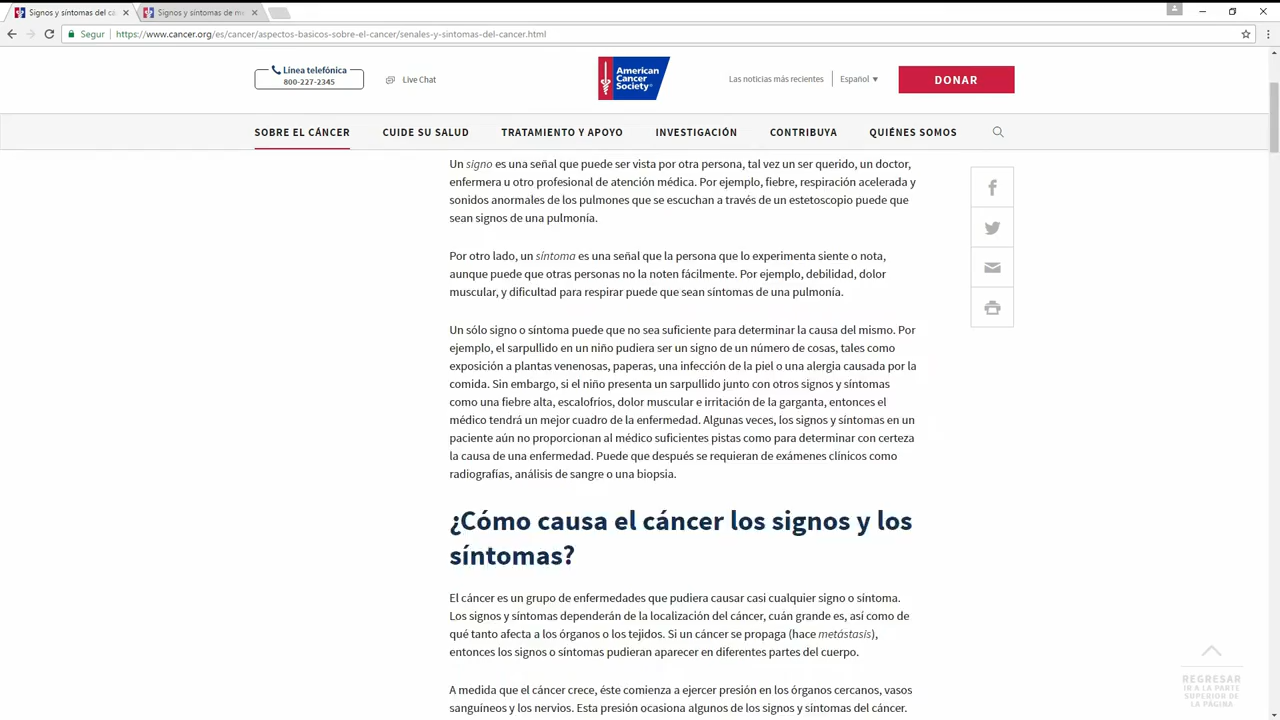 Signos y síntomas del ca
Signos y síntomas de m
Segur
https://www.cancer.org/es/cancer/aspectos-basicos-sobre-el-cancer/senales-y-sintomas-del-cancer.html
Línea telefónica
800-227-2345
Live Chat
American
Cancer
Society
Las noticias más recientes
Español
DONAR
SOBRE EL CÁNCER
CUIDE SU SALUD
TRATAMIENTO Y APOYO
INVESTIGACIÓN
CONTRIBUYA
QUIÉNES SOMOS
Un signo es una señal que puede ser vista por otra persona, tal vez un ser querido, un doctor,
enfermera u otro profesional de atención médica. Por ejemplo, fiebre, respiración acelerada y
sonidos anormales de los pulmones que se escuchan a través de un estetoscopio puede que
sean signos de una pulmonía.
Por otro lado, un síntoma es una señal que la persona que lo experimenta siente o nota,
aunque puede que otras personas no la noten fácilmente. Por ejemplo, debilidad, dolor
muscular, y dificultad para respirar puede que sean síntomas de una pulmonía.
Un sólo signo o síntoma puede que no sea suficiente para determinar la causa del mismo. Por
ejemplo, el sarpullido en un niño pudiera ser un signo de un número de cosas, tales como
exposición a plantas venenosas, paperas, una infección de la piel o una alergia causada por la
comida. Sin embargo, si el niño presenta un sarpullido junto con otros signos y síntomas
como una fiebre alta, escalofríos, dolor muscular e irritación de la garganta, entonces el
médico tendrá un mejor cuadro de la enfermedad. Algunas veces, los signos y síntomas en un
paciente aún no proporcionan al médico suficientes pistas como para determinar con certeza
la causa de una enfermedad. Puede que después se requieran de exámenes clínicos como
radiografías, análisis de sangre o una biopsia.
¿Cómo causa el cáncer los signos y los
síntomas?
El cáncer es un grupo de enfermedades que pudiera causar casi cualquier signo o síntoma.
Los signos y síntomas dependerán de la localización del cáncer, cuán grande es, así como de
qué tanto afecta a los órganos o los tejidos. Si un cáncer se propaga (hace metástasis),
entonces los signos o síntomas pudieran aparecer en diferentes partes del cuerpo.
A medida que el cáncer crece, éste comienza a ejercer presión en los órganos cercanos, vasos
sanguíneos y los nervios. Esta presión ocasiona algunos de los signos y síntomas del cáncer.
REGRESAR
IR A LA PARTE
SUPERIOR DE
LA PÁGINA